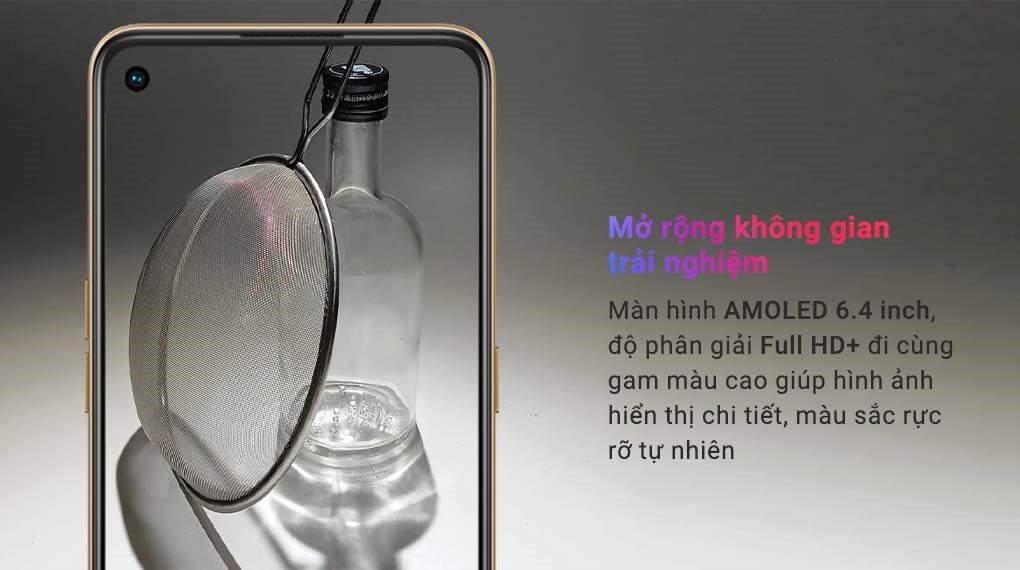 Mở rộng không gian
trải nghiệm
Màn hình AMOLED 6.4 inch,
độ phân giải Full HD+ đi cùng
gam màu cao giúp hình ảnh
hiển thị chi tiết, màu sắc rực
rỡ tự nhiên